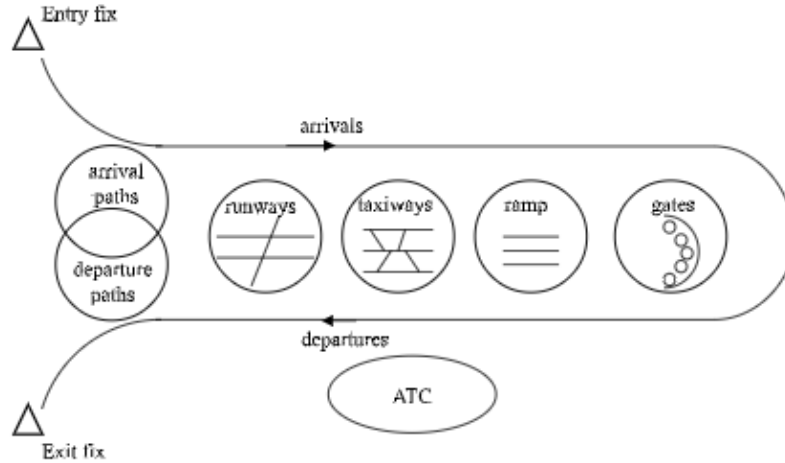 Entry fix
arrivals
arrival
paths
runways
taxiways
ramp
gates
departure
paths
departures
ATC
Exit fix